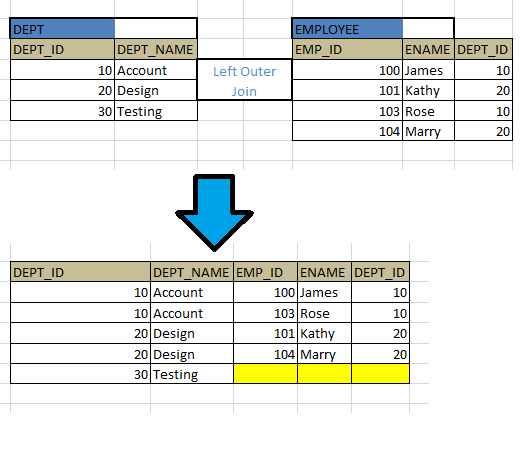 DEPT EMPLOYEE
DEPT_ID DEPT_NAME EMP_ID ENAME DEPT_ID
10 Account Left Outer 100 James 10
20 Design Join 101 Kathy 20
30 Testing 103 Rose 10
104 Marry 20
DEPT_ID DEPT_NAME EMP_ID ENAME DEPT_ID
10 Account 100 James 10
10 Account 103 Rose 10
20 Design 101 Kathy 20
20 Design 104 Marry 20
30 Testing